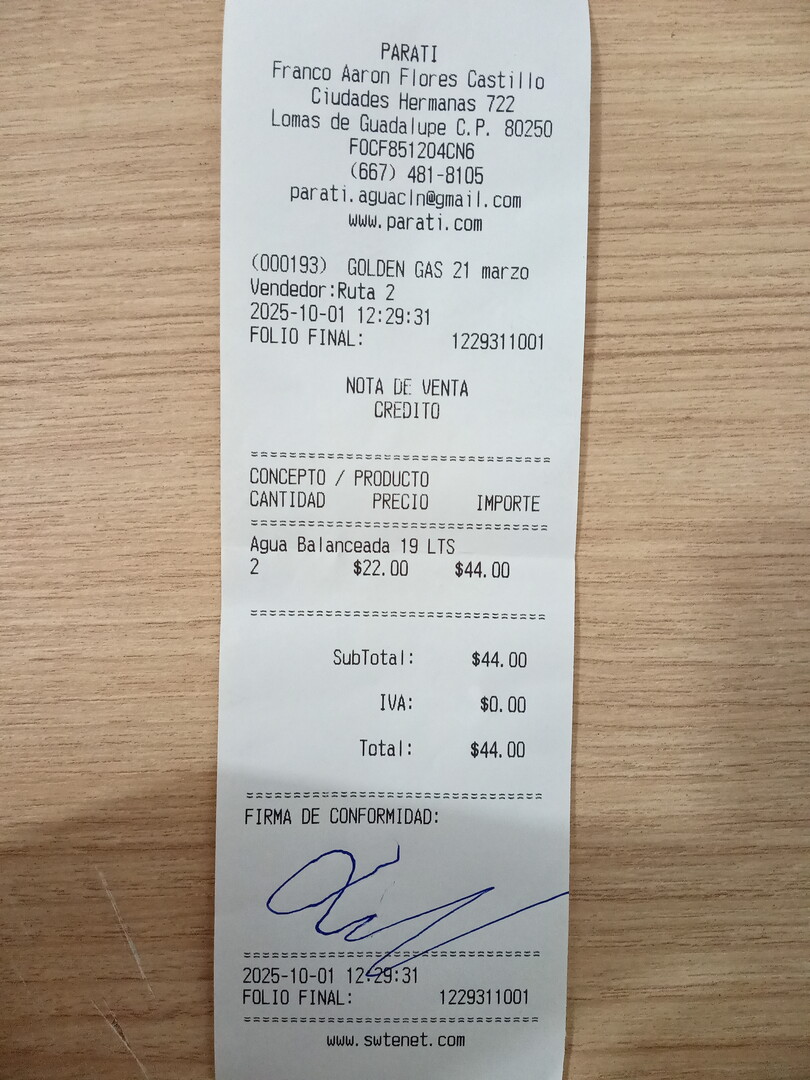 PARATI
Franco Aaron Flores Castillo
Ciudades Hermanas 722
Lomas de Guadalupe C.P. 80250
FOCF851204CN6
(667) 481-8105
parati.aguacln@gmail.com
www.parati.com
(000193) GOLDEN GAS 21 marzo
Vendedor:Ruta 2
2025-10-01 12:29:31
FOLIO FINAL: 1229311001
NOTA DE VENTA
CREDITO
================================
CONCEPTO / PRODUCTO
CANTIDAD PRECIO IMPORTE
================================
Agua Balanceada 19 LTS
2 $22.00 $44.00
================================
SubTotal: $44.00
IVA: $0.00
Total: $44.00
================================
FIRMA DE CONFORMIDAD:
================================
2025-10-01 12:29:31
FOLIO FINAL: 1229311001
================================
www.swtenet.com